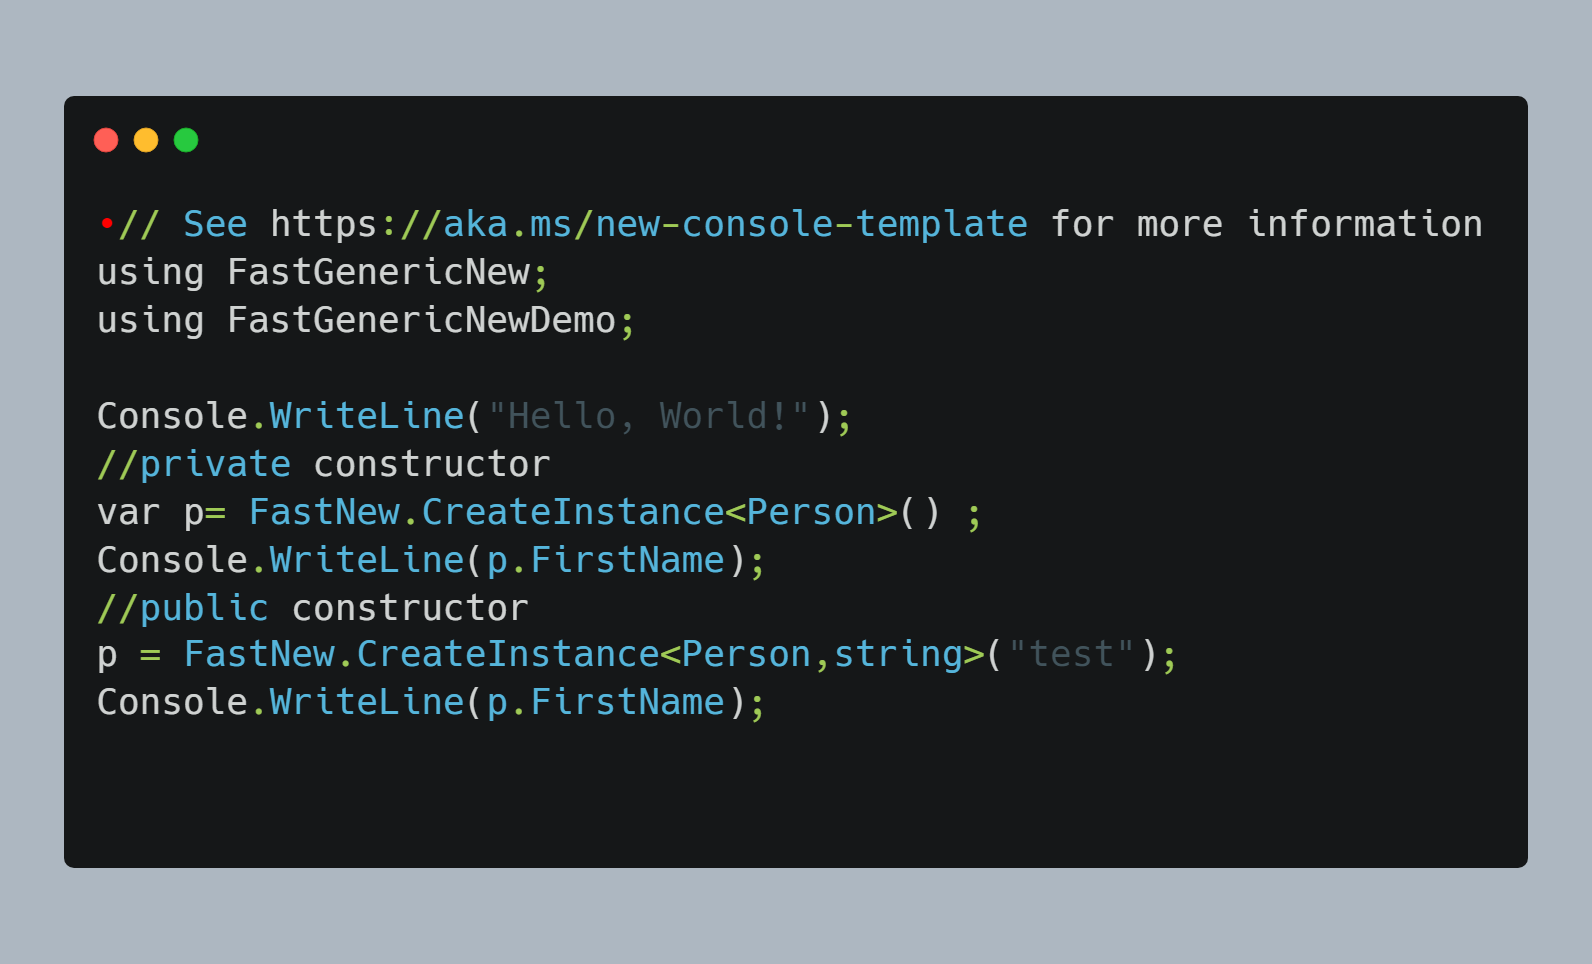 •// See https://aka.ms/new-console-template for more information
using FastGenericNew;
using FastGenericNewDemo;

Console.WriteLine("Hello, World!");
//private constructor
var p= FastNew.CreateInstance<Person>() ;
Console.WriteLine(p.FirstName);
//public constructor
p = FastNew.CreateInstance<Person,string>("test");
Console.WriteLine(p.FirstName);